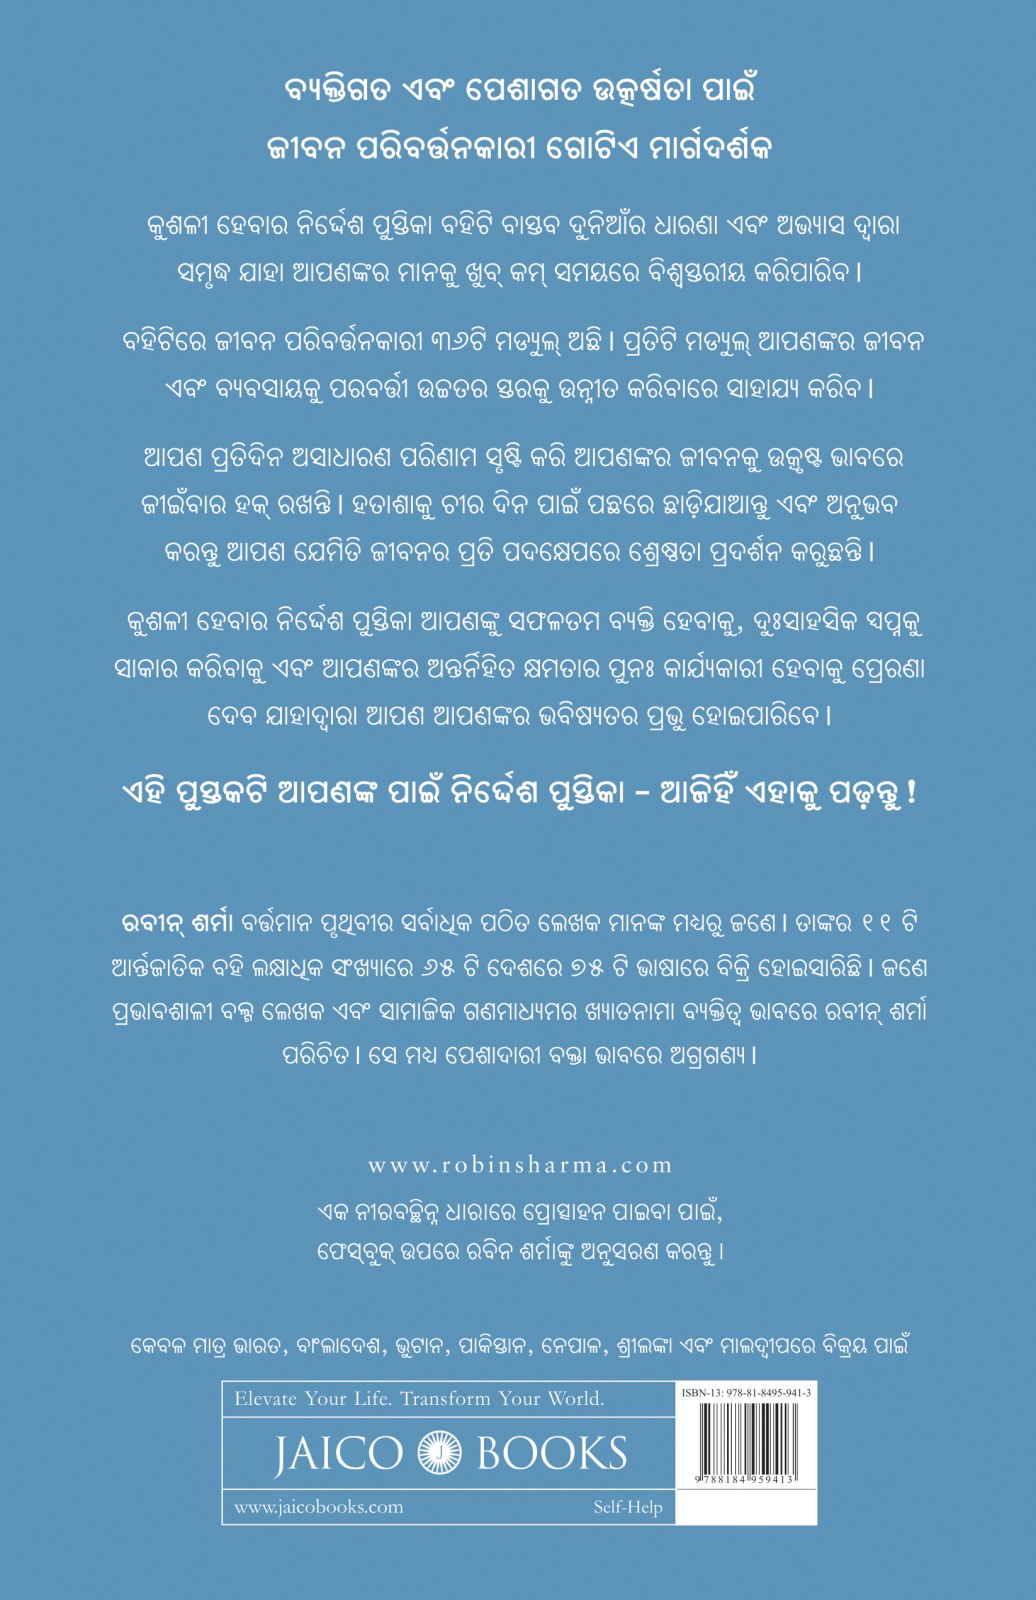 ବ୍ୟକ୍ତିଗତ ଏବଂ ପେଶାଗତ ଉତ୍କର୍ଷତା ପାଇଁ
ଜୀବନ ପରିବର୍ତ୍ତନକାରୀ ଗୋଟିଏ ମାର୍ଗଦର୍ଶକ
କୁଶଳୀ ହେବାର ନିର୍ଦ୍ଦେଶ ପୁସ୍ତିକା ବହିଟି ବାସ୍ତବ ଦୁନିଆଁର ଧାରଣା ଏବଂ ଅଭ୍ୟାସ ଦ୍ୱାରା
ସମୃଦ୍ଧ ଯାହା ଆପଣଙ୍କର ମାନକୁ ଖୁବ୍ କମ୍ ସମୟରେ ବିଶ୍ୱସ୍ତରୀୟ କରିପାରିବ।
ବହିଟିରେ ଜୀବନ ପରିବର୍ତ୍ତନକାରୀ ୩୬ଟି ମଡ୍ୟୁଲ୍ ଅଛି। ପ୍ରତିଟି ମଡ୍ୟୁଲ୍ ଆପଣଙ୍କର ଜୀବନ
ଏବଂ ବ୍ୟବସାୟକୁ ପରବର୍ତ୍ତୀ ଉଚ୍ଚତର ସ୍ତରକୁ ଉନ୍ନୀତ କରିବାରେ ସାହାଯ୍ୟ କରିବ।
ଆପଣ ପ୍ରତିଦିନ ଅସାଧାରଣ ପରିଣାମ ସୃଷ୍ଟି କରି ଆପଣଙ୍କର ଜୀବନକୁ ଉତ୍କୃଷ୍ଟ ଭାବରେ
ଜୀଇଁବାର ହକ୍ ରଖନ୍ତି। ହତାଶାକୁ ଚୀର ଦିନ ପାଇଁ ପଛରେ ଛାଡ଼ିଯାଆନ୍ତୁ ଏବଂ ଅନୁଭବ
କରନ୍ତୁ ଆପଣ ଯେମିତି ଜୀବନର ପ୍ରତି ପଦକ୍ଷେପରେ ଶ୍ରେଷ୍ଠତା ପ୍ରଦର୍ଶନ କରୁଛନ୍ତି।
କୁଶଳୀ ହେବାର ନିର୍ଦ୍ଦେଶ ପୁସ୍ତିକା ଆପଣଙ୍କୁ ସଫଳତମ ବ୍ୟକ୍ତି ହେବାକୁ, ଦୁଃସାହସିକ ସ୍ୱପ୍ନକୁ
ସାକାର କରିବାକୁ ଏବଂ ଆପଣଙ୍କର ଅନ୍ତର୍ନିହିତ କ୍ଷମତାର ପୁନଃ କାର୍ଯ୍ୟକାରୀ ହେବାକୁ ପ୍ରେରଣା
ଦେବ ଯାହାଦ୍ୱାରା ଆପଣ ଆପଣଙ୍କର ଭବିଷ୍ୟତର ପ୍ରଭୁ ହୋଇପାରିବେ।
ଏହି ପୁସ୍ତକଟି ଆପଣଙ୍କ ପାଇଁ ନିର୍ଦ୍ଦେଶ ପୁସ୍ତିକା – ଆଜିହିଁ ଏହାକୁ ପଢ଼ନ୍ତୁ!
ରବୀନ୍ ଶର୍ମା ବର୍ତ୍ତମାନ ପୃଥିବୀର ସର୍ବାଧିକ ପଠିତ ଲେଖକ ମାନଙ୍କ ମଧ୍ୟରୁ ଜଣେ। ତାଙ୍କର ୧୧ ଟି
ଆର୍ନ୍ତଜାତିକ ବହି ଲକ୍ଷାଧିକ ସଂଖ୍ୟାରେ ୬୫ ଟି ଦେଶରେ ୭୫ ଟି ଭାଷାରେ ବିକ୍ରି ହୋଇସାରିଛି। ଜଣେ
ପ୍ରଭାବଶାଳୀ ବ୍ଲଗ୍ ଲେଖକ ଏବଂ ସାମାଜିକ ଗଣମାଧ୍ୟମର ଖ୍ୟାତନାମା ବ୍ୟକ୍ତିତ୍ୱ ଭାବରେ ରବୀନ୍ ଶର୍ମା
ପରିଚିତ। ସେ ମଧ୍ୟ ପେଶାଦାରୀ ବକ୍ତା ଭାବରେ ଅଗ୍ରଗଣ୍ୟ।
www.robinsharma.com
ଏକ ନୀରବଚ୍ଛିନ୍ନ ଧାରାରେ ପ୍ରୋତ୍ସାହନ ପାଇବା ପାଇଁ,
ଫେସ୍‌ବୁକ୍ ଉପରେ ରବିନ ଶର୍ମାଙ୍କୁ ଅନୁସରଣ କରନ୍ତୁ।
କେବଳ ମାତ୍ର ଭାରତ, ବାଂଲାଦେଶ, ଭୁଟାନ, ପାକିସ୍ତାନ, ନେପାଳ, ଶ୍ରୀଲଙ୍କା ଏବଂ ମାଲଦ୍ୱୀପରେ ବିକ୍ରୟ ପାଇଁ
Elevate Your Life. Transform Your World.
ISBN-13: 978-81-8495-941-3
JAICO J BOOKS
9 788184 959413
www.jaicobooks.com Self-Help